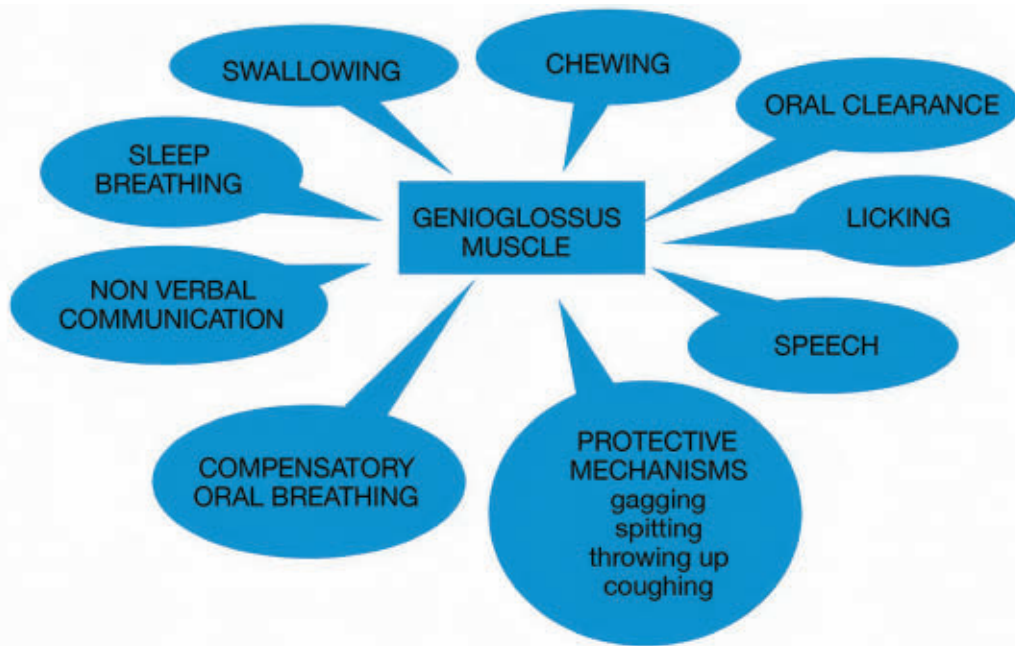 SWALLOWING
CHEWING
ORAL CLEARANCE
SLEEP
BREATHING
GENIOGLOSSUS
MUSCLE
LICKING
NON VERBAL
COMMUNICATION
SPEECH
COMPENSATORY
ORAL BREATHING
PROTECTIVE
MECHANISMS
gagging
spitting
throwing up
coughing